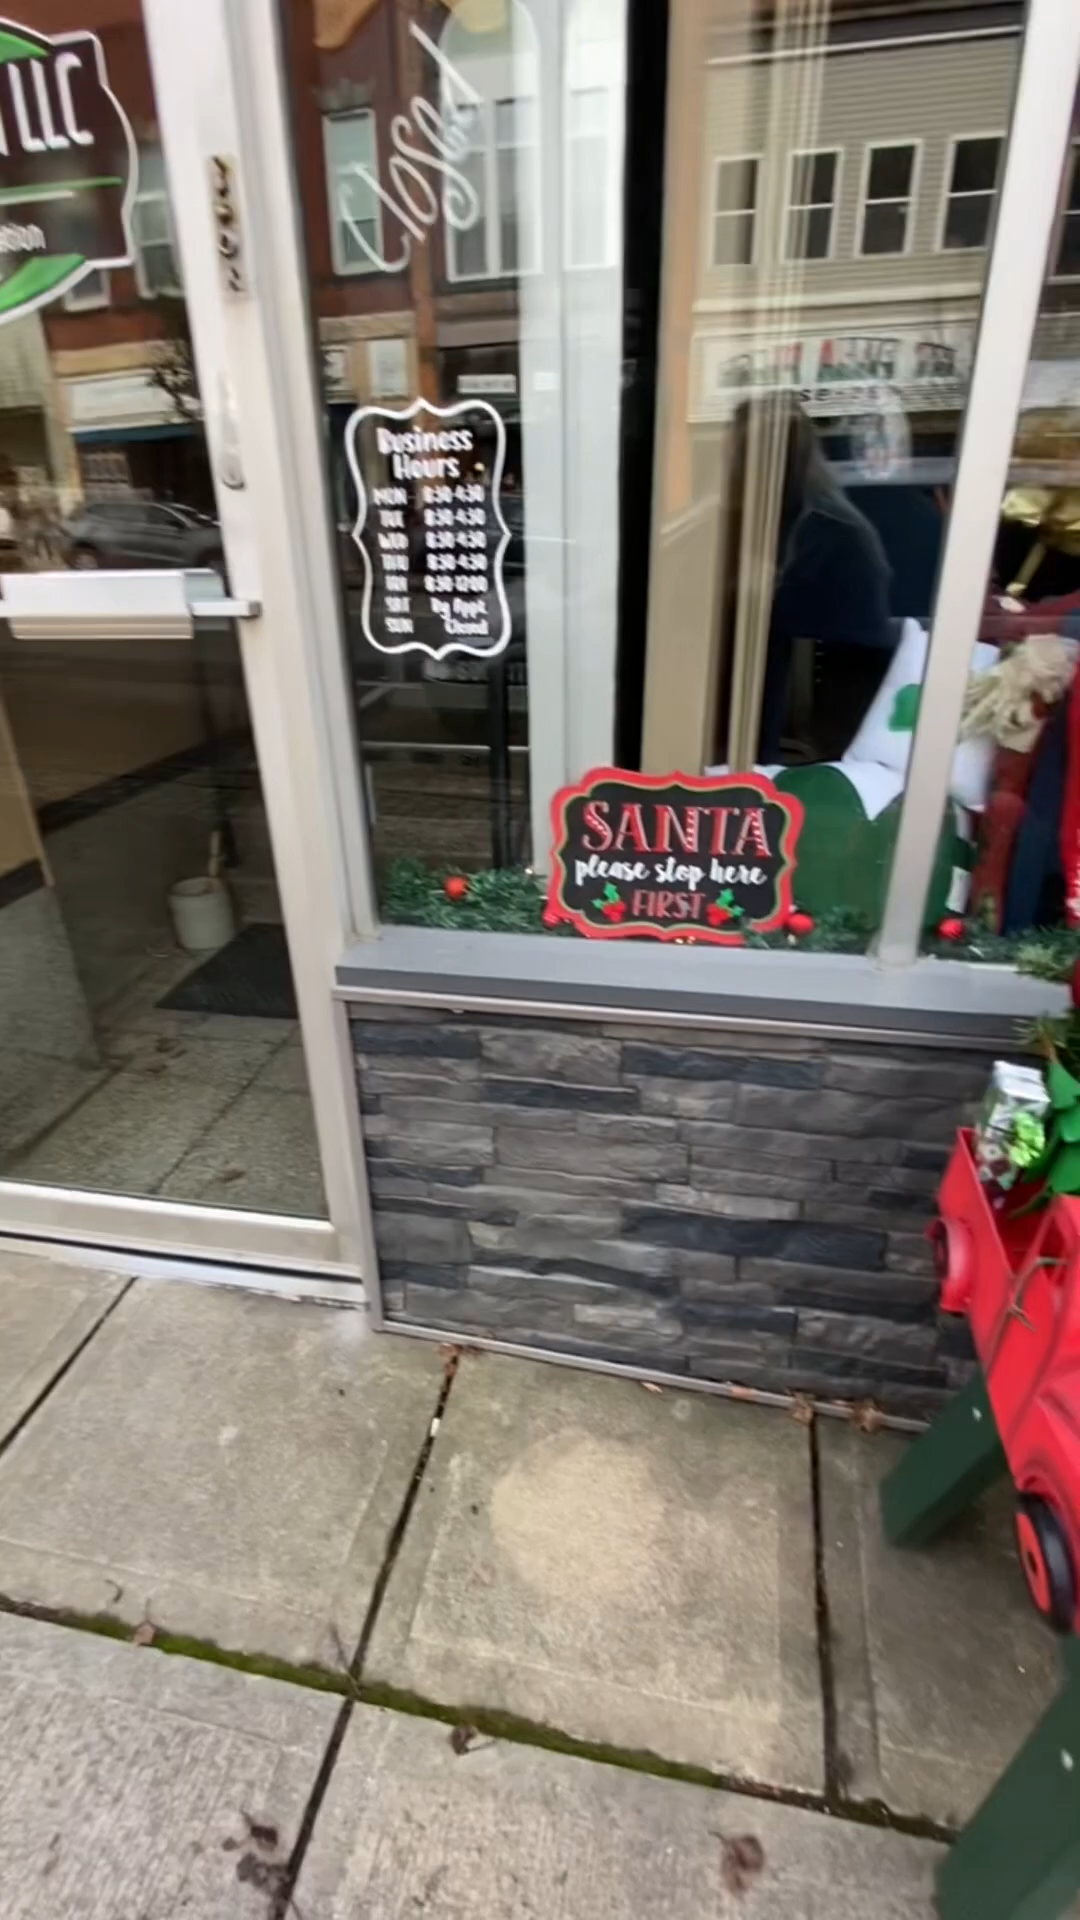 LLC
Business
Hours
MON 8:30-4:30
TUE 8:30-4:30
WED 8:30-4:30
THU 8:30-4:30
FRI 8:30-12:00
SAT By Appt
SUN Closed
SANTA
please stop here
FIRST